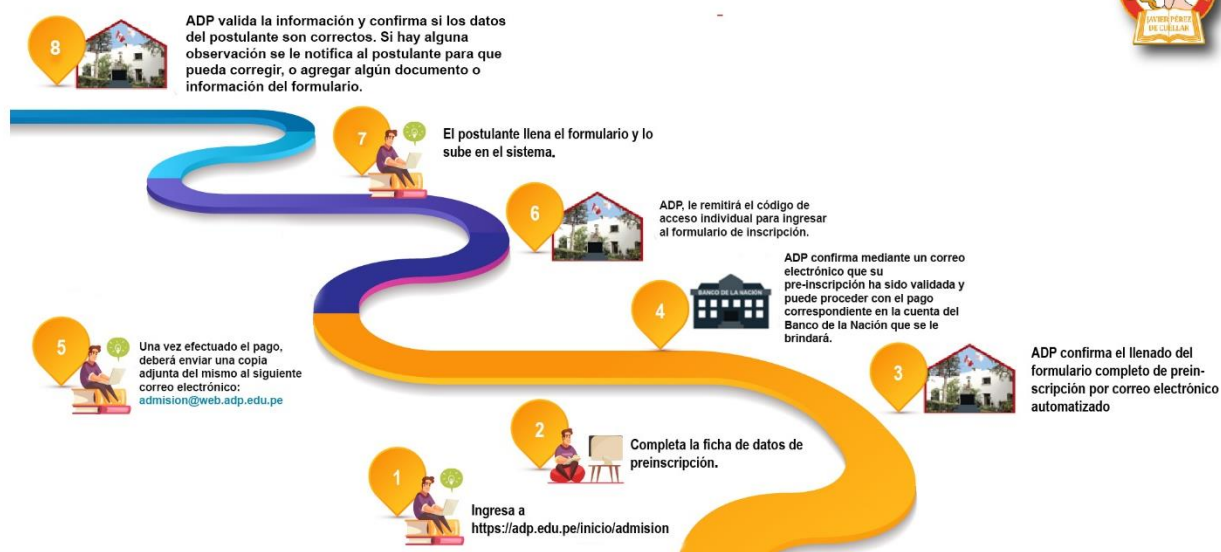 8
ADP valida la información y confirma si los datos
del postulante son correctos. Si hay alguna
observación se le notifica al postulante para que
pueda corregir, o agregar algún documento o
información del formulario.
JAVIER PÉREZ
DE CUÉLLAR
7
El postulante llena el formulario y lo
sube en el sistema.
6
ADP, le remitirá el código de
acceso individual para ingresar
al formulario de inscripción.
4
BANCO DE LA NACIÓN
ADP confirma mediante un correo
electrónico que su
pre-inscripción ha sido validada y
puede proceder con el pago
correspondiente en la cuenta del
Banco de la Nación que se le
brindará.
5
Una vez efectuado el pago,
deberá enviar una copia
adjunta del mismo al siguiente
correo electrónico:
admision@web.adp.edu.pe
3
ADP confirma el llenado del
formulario completo de prein-
scripción por correo electrónico
automatizado
2
Completa la ficha de datos de
preinscripción.
1
Ingresa a
https://adp.edu.pe/inicio/admision